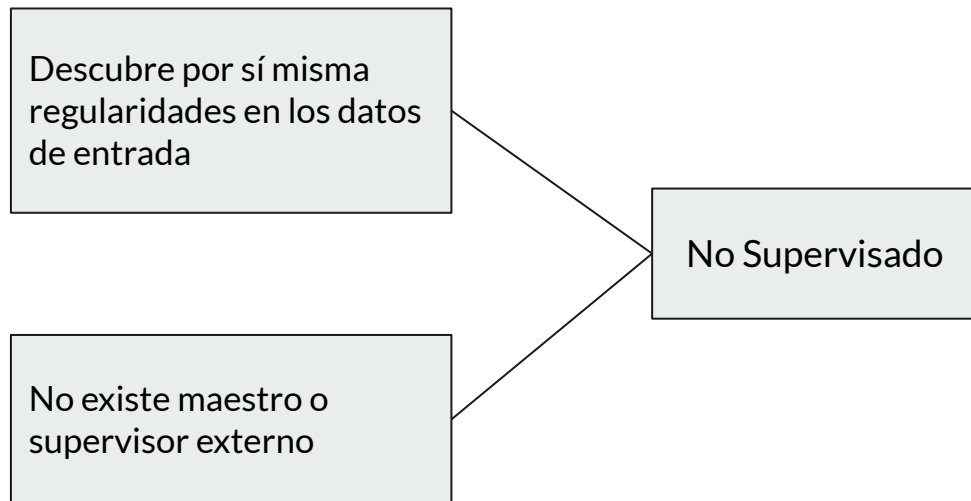 Descubre por sí misma
regularidades en los datos
de entrada
No Supervisado
No existe maestro o
supervisor externo